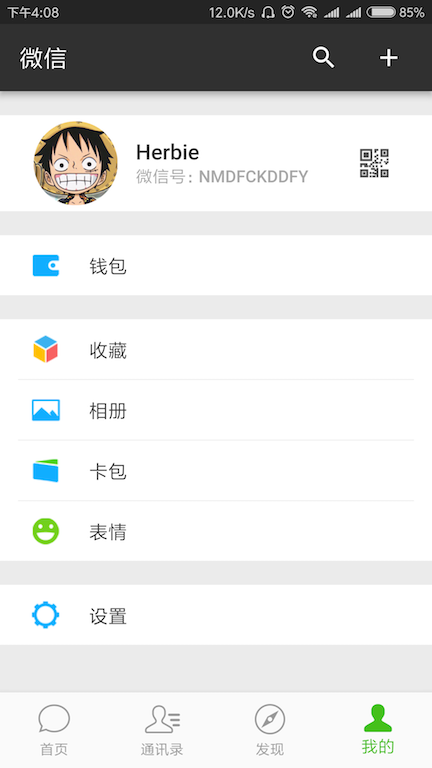 下午4:08
12.0K/s
85%
微信
Herbie
微信号: NMDFCKDDFY
钱包
收藏
相册
卡包
表情
设置
首页
通讯录
发现
我的